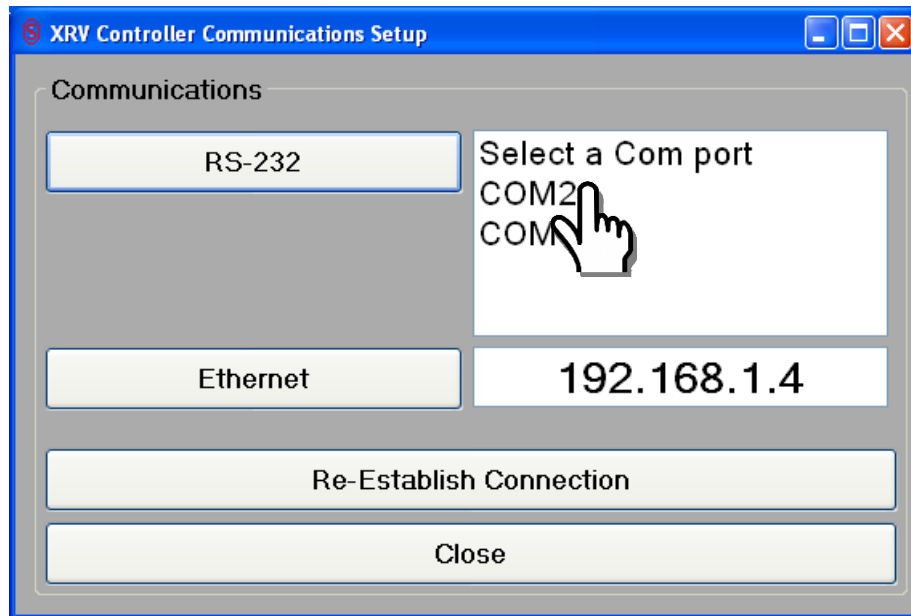 XRV Controller Communications Setup
Communications
RS-232
Select a Com port
COM2
COM
Ethernet
192.168.1.4
Re-Establish Connection
Close